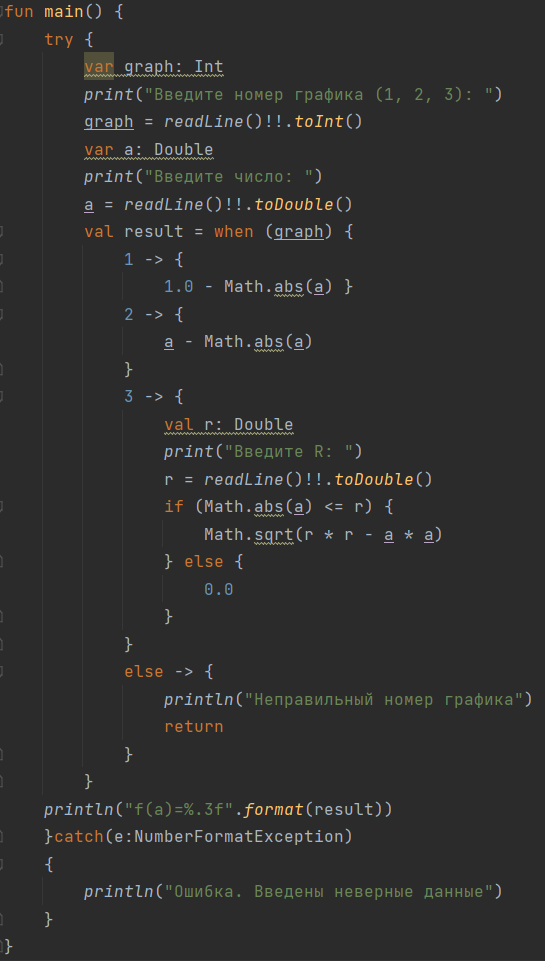 fun main() {
    try {
        var graph: Int
        print("Введите номер графика (1, 2, 3): ")
        graph = readLine()!!.toInt()
        var a: Double
        print("Введите число: ")
        a = readLine()!!.toDouble()
        val result = when (graph) {
            1 -> {
                1.0 - Math.abs(a) }
            2 -> {
                a - Math.abs(a)
            }
            3 -> {
                val r: Double
                print("Введите R: ")
                r = readLine()!!.toDouble()
                if (Math.abs(a) <= r) {
                    Math.sqrt(r * r - a * a)
                } else {
                    0.0
                }
            }
            else -> {
                println("Неправильный номер графика")
                return
            }
        }
    println("f(a)=%.3f".format(result))
    }catch(e:NumberFormatException)
    {
        println("Ошибка. Введены неверные данные")
    }
}